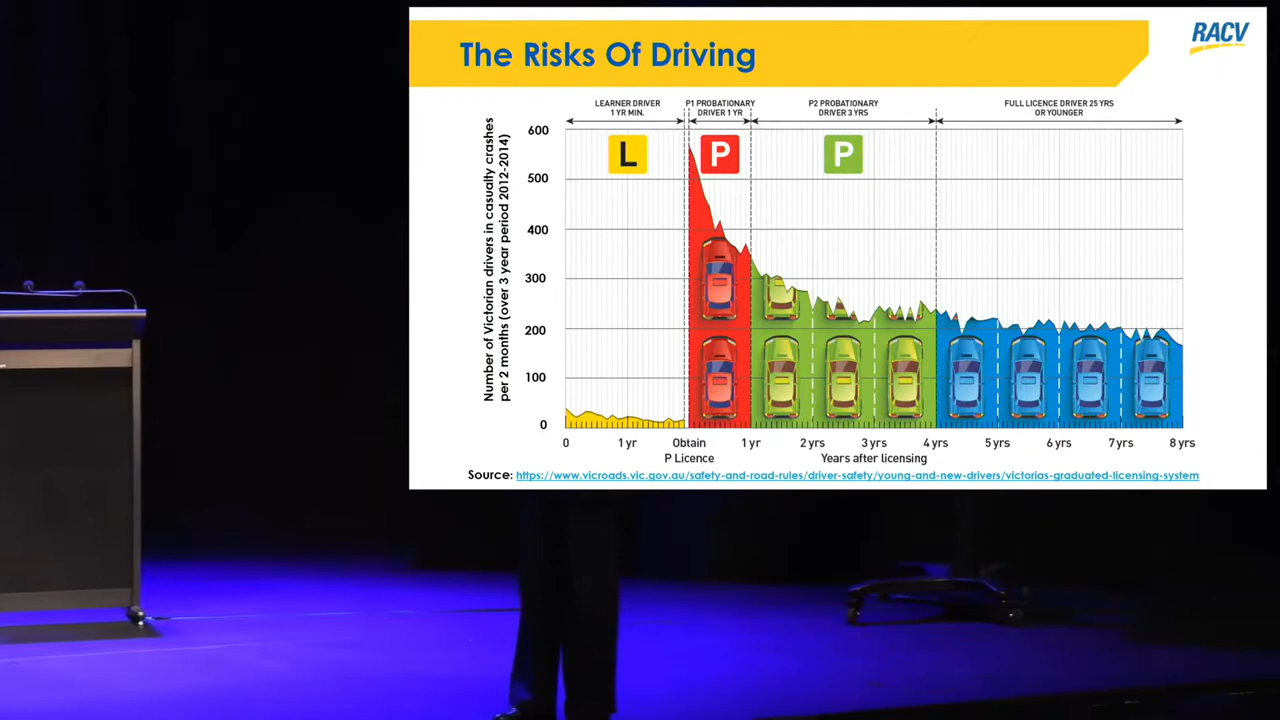 The Risks Of Driving
RACV
LEARNER DRIVER
1 YR MIN.
P1 PROBATIONARY
DRIVER 1 YR
P2 PROBATIONARY
DRIVER 3 YRS
FULL LICENCE DRIVER 25 YRS
OR YOUNGER
Number of Victorian drivers in casualty crashes
per 2 months (over 3 year period 2012-2014)
600
500
400
300
200
100
0
L
P
P
0
1 yr
Obtain
P Licence
1 yr
2 yrs
3 yrs
4 yrs
5 yrs
6 yrs
7 yrs
8 yrs
Years after licensing
Source: https://www.vicroads.vic.gov.au/safety-and-road-rules/driver-safety/young-and-new-drivers/victorias-graduated-licensing-system